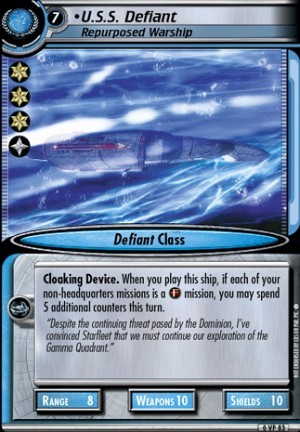 7
•U.S.S. Defiant
Repurposed Warship
Defiant Class
Cloaking Device. When you play this ship, if each of your
non-headquarters missions is a mission, you may spend
5 additional counters this turn.
"Despite the continuing threat posed by the Dominion, I've
convinced Starfleet that we must continue our exploration of the
Gamma Quadrant."
RANGE 8
WEAPONS 10
SHIELDS 10
6 VP 83